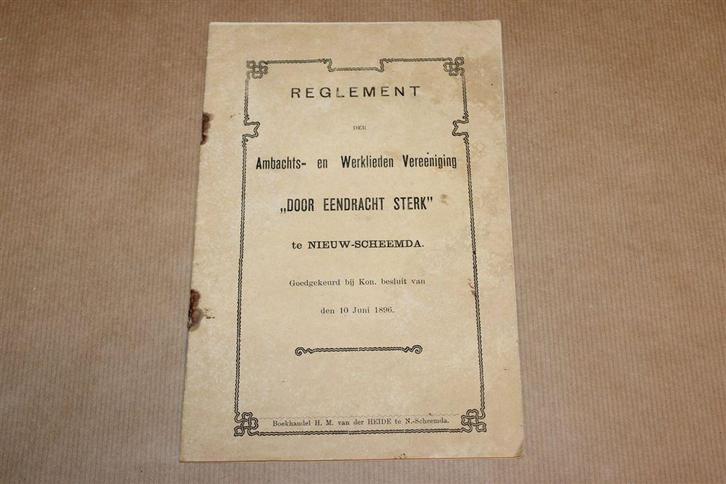 REGLEMENT
DER
Ambachts- en Werklieden Vereeniging
„DOOR EENDRACHT STERK"
te NIEUW-SCHEEMDA.
Goedgekeurd bij Kon. besluit van
den 10 Juni 1896.
Boekhandel H. M. van der HEIDE te N.-Scheemda.